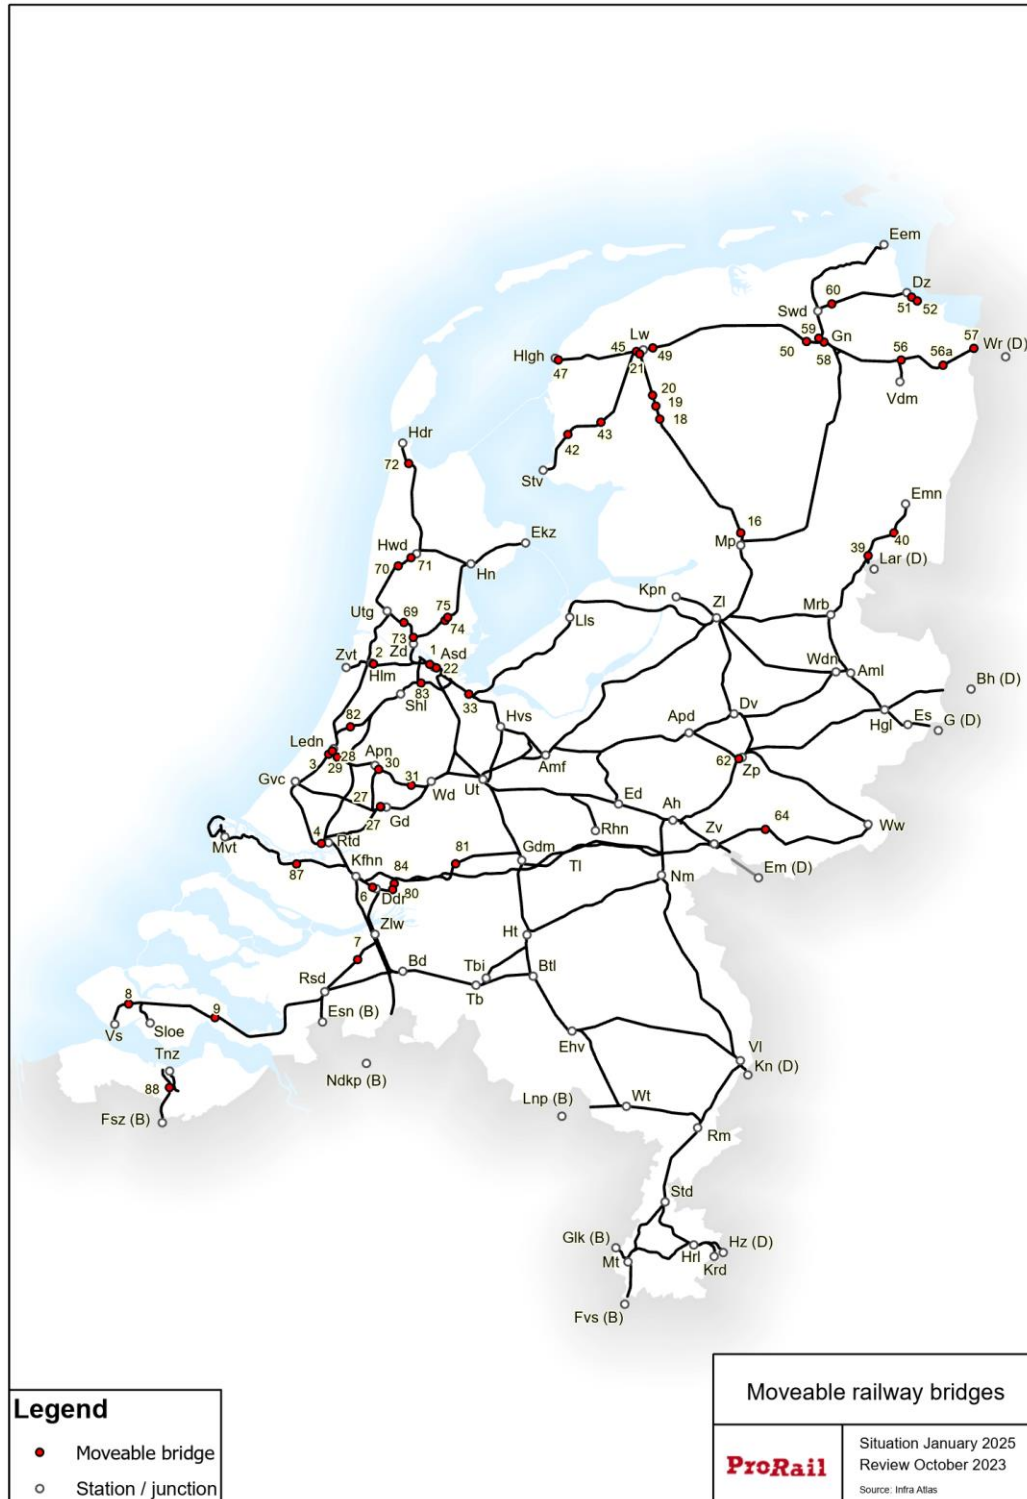 Eem
Dz
60
51
52
Swd
59
Gn
58
50
57
Wr (D)
56
56a
Vdm
Lw
45
49
21
Hlgh
47
20
19
18
43
42
Stv
Hdr
72
Emn
40
39
Lar (D)
16
Mp
Ekz
Hwd
71
70
Hn
Kpn
Zl
Mrb
Lls
Utg
69
75
74
73
Zd
1
Asd
22
Zvt
2
Hlm
83
Shl
33
Wdn
Aml
Bh (D)
Hgl
Es
G (D)
82
Hvs
Apd
Dv
Ledn
3
28
29
Apn
30
31
Amf
62
Zp
Gvc
Wd
Ut
27
27
Gd
Ed
Ah
64
Ww
Rhn
Zv
Mvt
4
Rtd
87
Kfhn
84
81
Gdm
Tl
Em (D)
6
Ddr
80
Nm
Zlw
7
Ht
Bd
Tbi
Btl
Tb
Rsd
8
9
Esn (B)
Vs
Sloe
Ehv
Tnz
Vl
Kn (D)
Ndkp (B)
88
Lnp (B)
Wt
Fsz (B)
Rm
Std
Glk (B)
Hz (D)
Mt
Hrl
Krd
Fvs (B)
Legend
Moveable bridge
Station / junction
Moveable railway bridges
ProRail
Situation January 2025
Review October 2023
Source: Infra Atlas